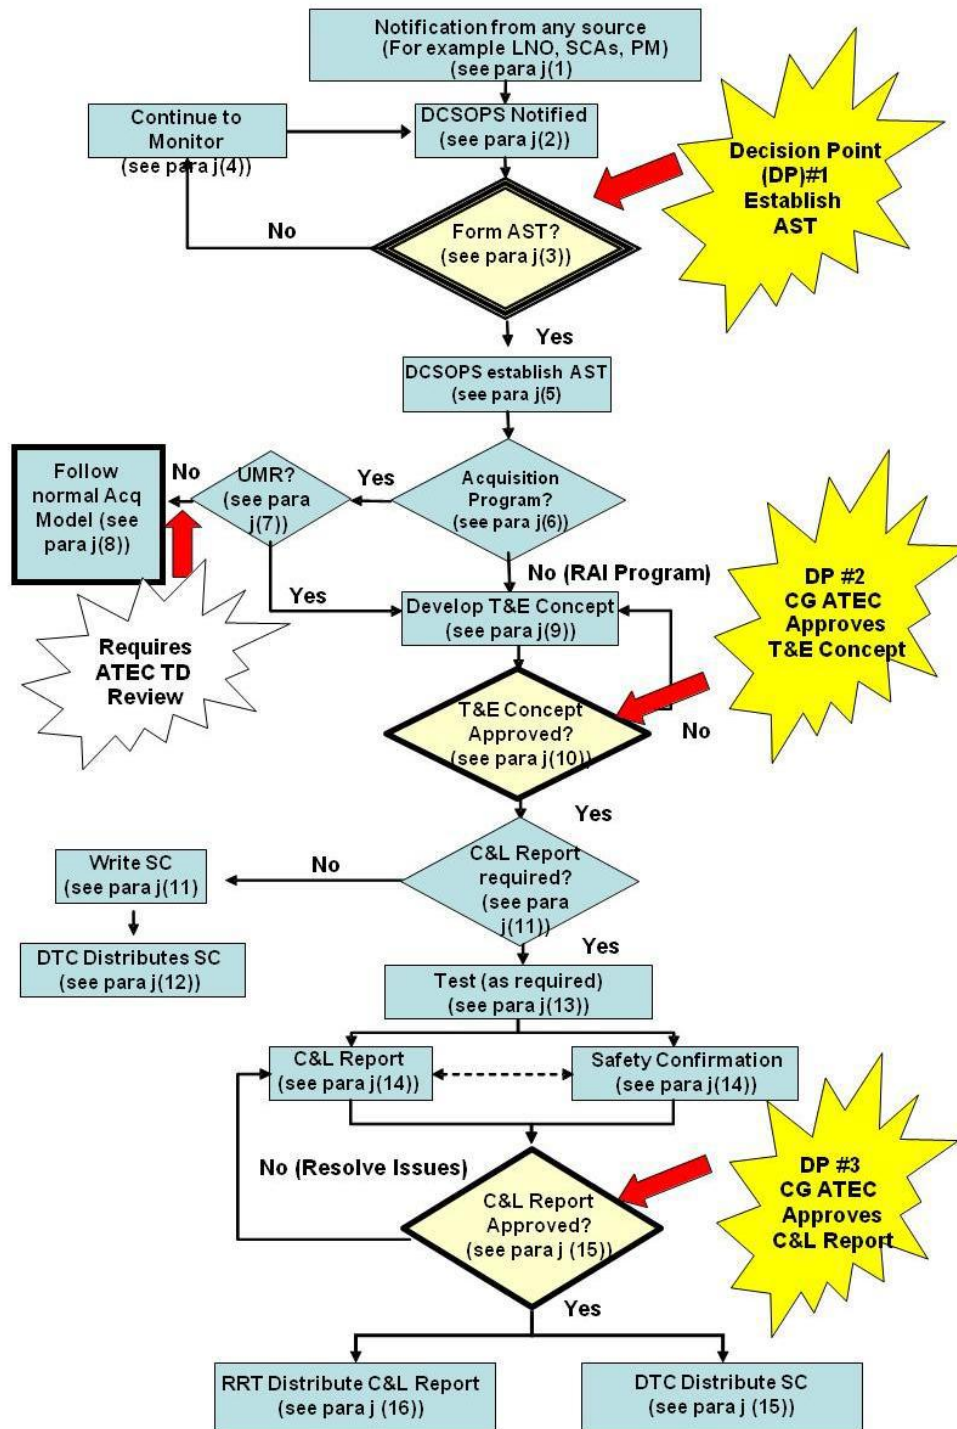 Notification from any source
(For example LNO, SCAs, PM)
(see para j(1)
Continue to
Monitor
(see para j(4))
DCSOPS Notified
(see para j(2))
Decision Point
(DP)#1
Establish
AST
No
Form AST?
(see para j(3))
Yes
DCSOPS establish AST
(see para j(5)
Follow
normal Acq
Model (see
para j(8))
No
UMR?
(see para
j(7))
Yes
Acquisition
Program?
(see para j(6))
No (RAI Program)
Yes
Develop T&E Concept
(see para j(9))
DP #2
CG ATEC
Approves
T&E Concept
Requires
ATEC TD
Review
T&E Concept
Approved?
(see para j(10))
No
Yes
C&L Report
required?
(see para
j(11))
No
Write SC
(see para j(11)
DTC Distributes SC
(see para j(12))
Yes
Test (as required)
(see para j(13))
C&L Report
(see para j(14))
Safety Confirmation
(see para j(14))
No (Resolve Issues)
C&L Report
Approved?
(see para j (15))
DP #3
CG ATEC
Approves
C&L Report
Yes
RRT Distribute C&L Report
(see para j (16))
DTC Distribute SC
(see para j (15))